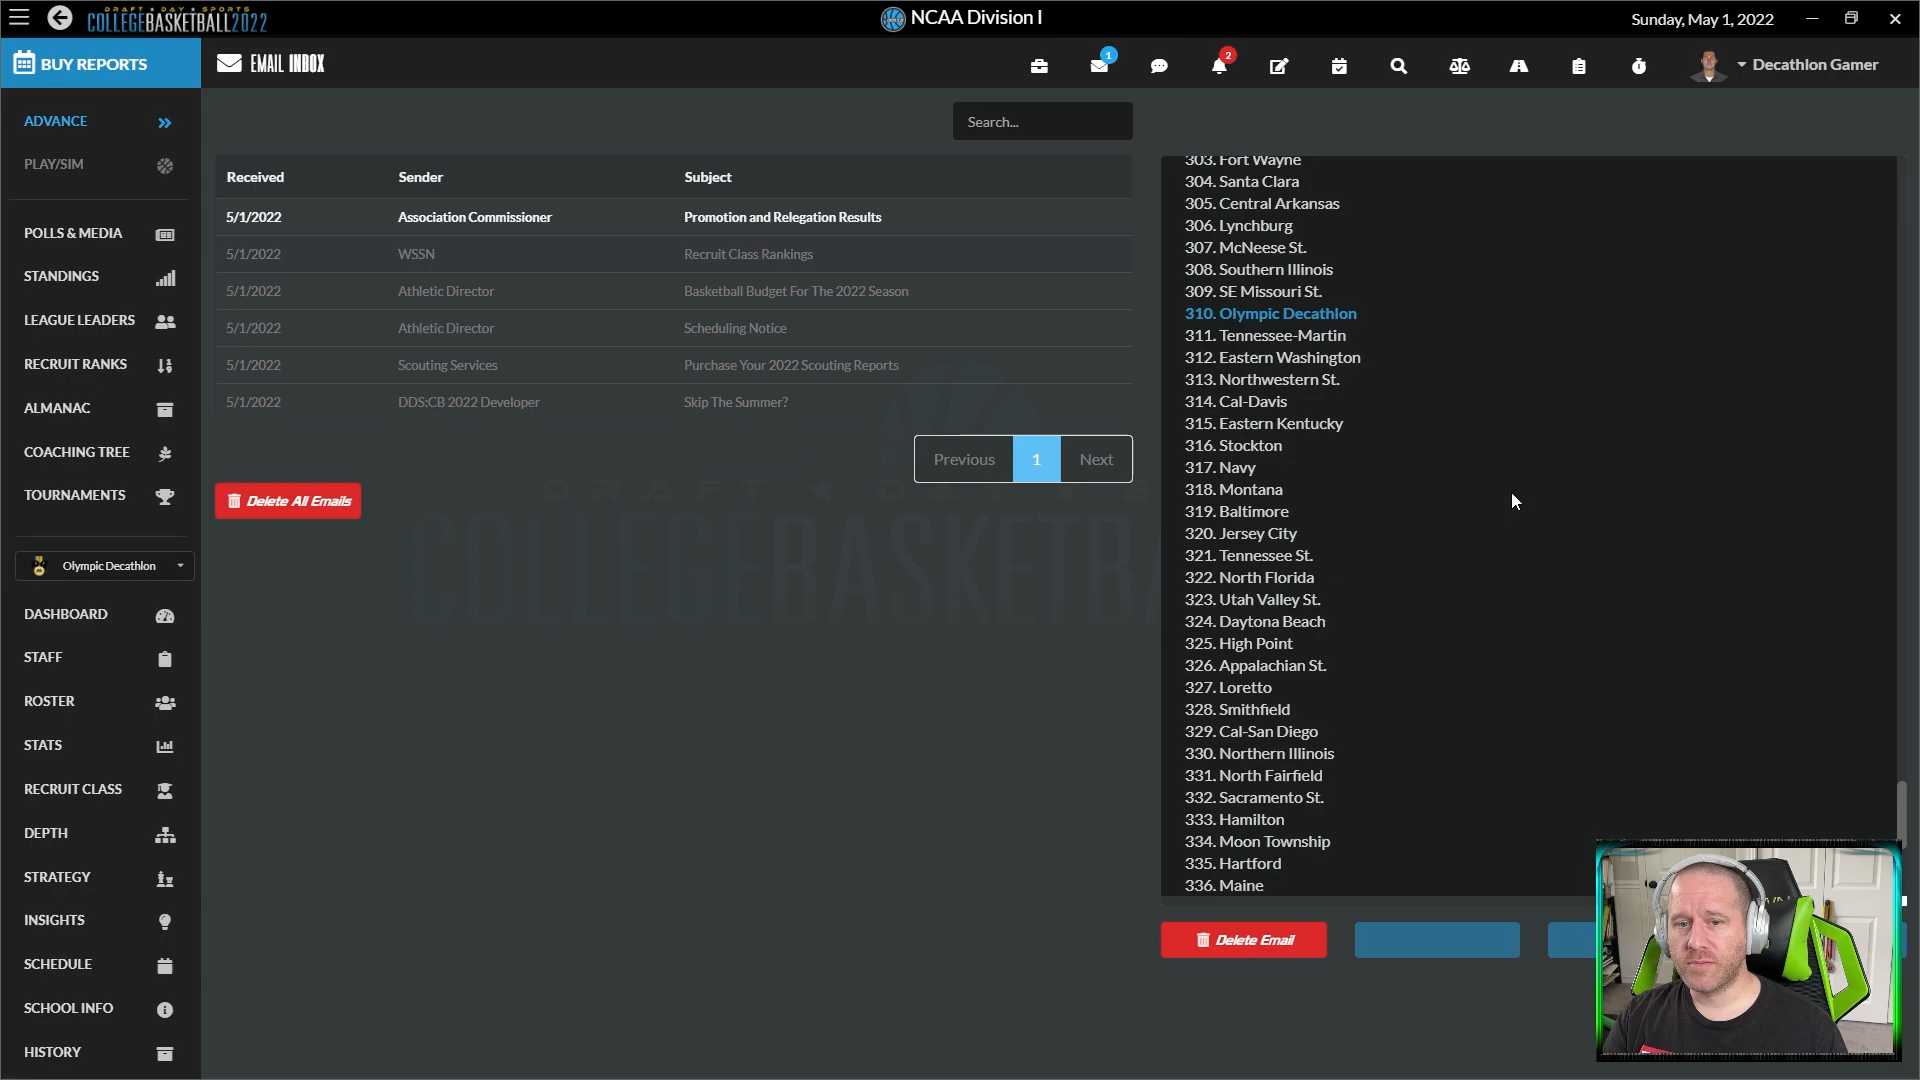 DRAFT DAY SPORTS
COLLEGEBASKETBALL2022
NCAA Division I
Sunday, May 1, 2022
BUY REPORTS
EMAIL INBOX
1
2
Decathlon Gamer
ADVANCE
PLAY/SIM
POLLS & MEDIA
STANDINGS
LEAGUE LEADERS
RECRUIT RANKS
ALMANAC
COACHING TREE
TOURNAMENTS
Olympic Decathlon
DASHBOARD
STAFF
ROSTER
STATS
RECRUIT CLASS
DEPTH
STRATEGY
INSIGHTS
SCHEDULE
SCHOOL INFO
HISTORY
Search...
Received Sender Subject
5/1/2022 Association Commissioner Promotion and Relegation Results
5/1/2022 WSSN Recruit Class Rankings
5/1/2022 Athletic Director Basketball Budget For The 2022 Season
5/1/2022 Athletic Director Scheduling Notice
5/1/2022 Scouting Services Purchase Your 2022 Scouting Reports
5/1/2022 DDS:CB 2022 Developer Skip The Summer?
Previous 1 Next
Delete All Emails
DRAFT DAY S
COLLEGEBASKETBA
303. Fort Wayne
304. Santa Clara
305. Central Arkansas
306. Lynchburg
307. McNeese St.
308. Southern Illinois
309. SE Missouri St.
310. Olympic Decathlon
311. Tennessee-Martin
312. Eastern Washington
313. Northwestern St.
314. Cal-Davis
315. Eastern Kentucky
316. Stockton
317. Navy
318. Montana
319. Baltimore
320. Jersey City
321. Tennessee St.
322. North Florida
323. Utah Valley St.
324. Daytona Beach
325. High Point
326. Appalachian St.
327. Loretto
328. Smithfield
329. Cal-San Diego
330. Northern Illinois
331. North Fairfield
332. Sacramento St.
333. Hamilton
334. Moon Township
335. Hartford
336. Maine
Delete Email